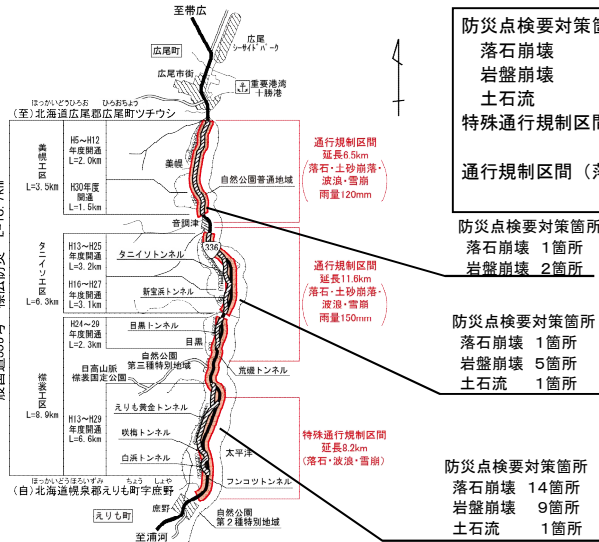 至帯広
広尾町
広尾
シーサイドパーク
広尾市街
重要港湾
十勝港
ほっかいどうひろお ひろおちょう
(至)北海道広尾郡広尾町ツチウシ
美幌工区
L=3.5km
H5~H12
年度開通
L=2.0km
H30年度
開通
L=1.5km
美幌
自然公園普通地域
通行規制区間
延長6.5km
落石・土砂崩落・
波浪・雪崩
雨量120mm
音調津
336
タニイソ工区
L=6.3km
H13~H25
年度開通
L=3.2km
H16~H27
年度開通
L=3.1km
タニイソトンネル
新宝浜トンネル
通行規制区間
延長11.6km
落石・土砂崩落・
波浪・雪崩
雨量150mm
襟裳工区
L=8.9km
H24~29
年度開通
L=2.3km
H13~H29
年度開通
L=6.6km
目黒トンネル
目黒
自然公園
第三種特別地域
日高山脈
襟裳国定公園
荒磯トンネル
えりも黄金トンネル
咲梅トンネル
白浜トンネル
太平洋
フンコツトンネル
特殊通行規制区間
延長8.2km
(落石・波浪・雪崩)
ほっかいどうほろいずみ ちょう しょや
(自)北海道幌泉郡えりも町字庶野
えりも町
庶野
自然公園
第2種特別地域
至浦河
防災点検要対策箇
落石崩壊
岩盤崩壊
土石流
特殊通行規制区間
通行規制区間(落
防災点検要対策箇所
落石崩壊 1箇所
岩盤崩壊 2箇所
防災点検要対策箇所
落石崩壊 1箇所
岩盤崩壊 5箇所
土石流 1箇所
防災点検要対策箇所
落石崩壊 14箇所
岩盤崩壊 9箇所
土石流 1箇所